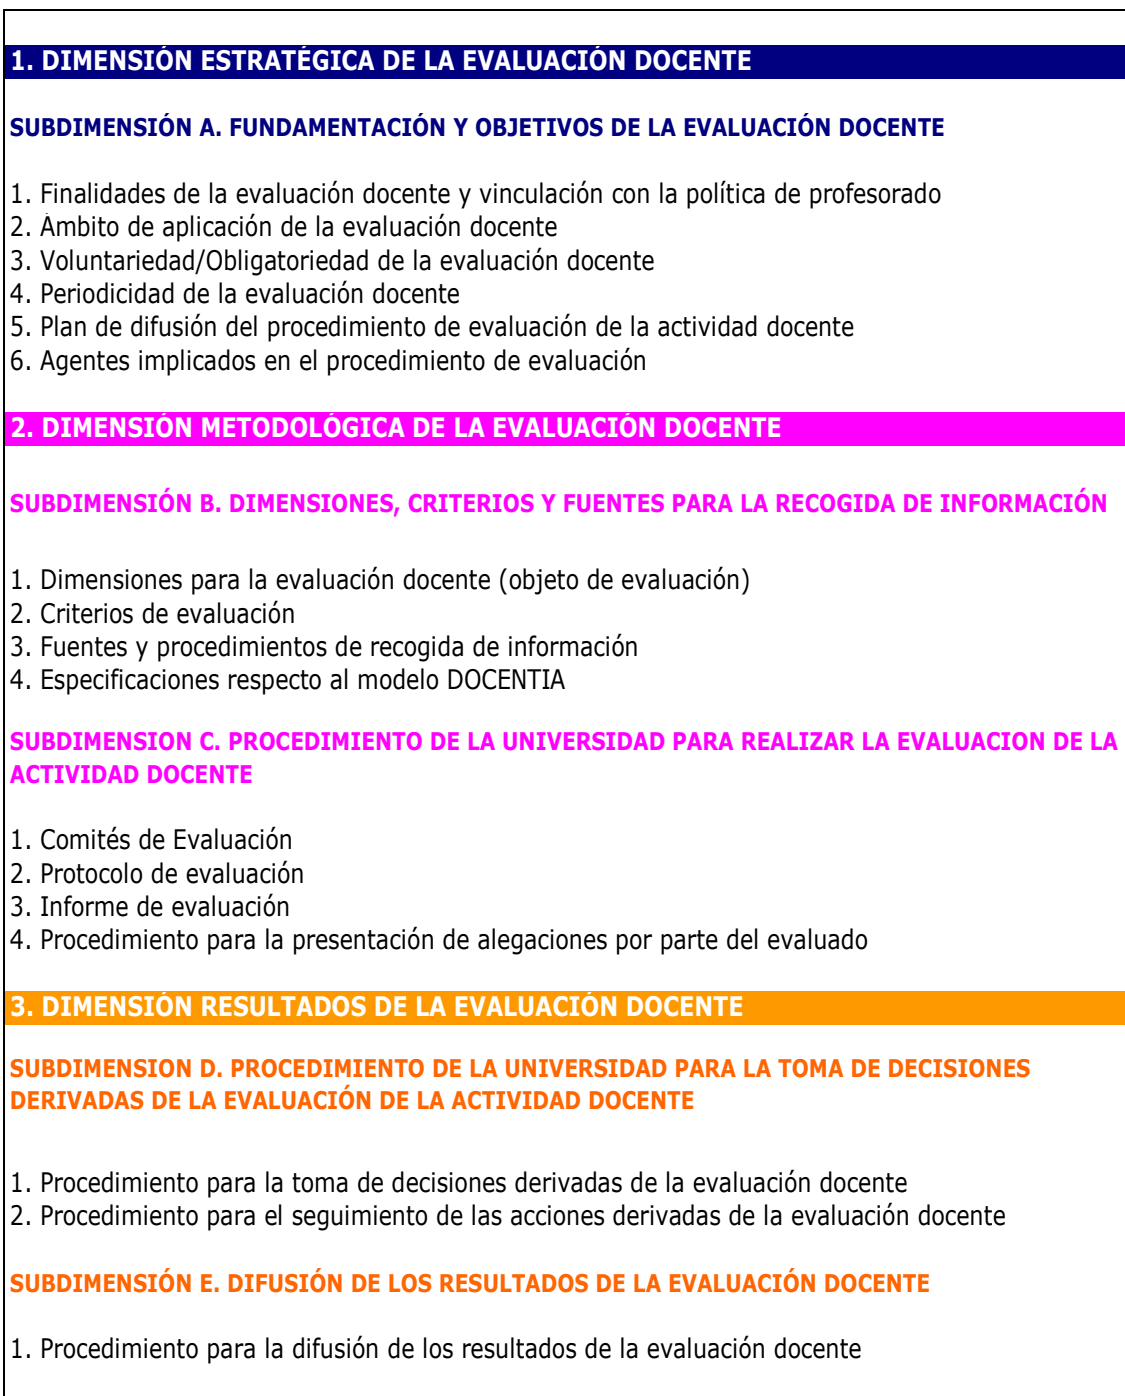 1. DIMENSIÓN ESTRATÉGICA DE LA EVALUACIÓN DOCENTE
SUBDIMENSIÓN A. FUNDAMENTACIÓN Y OBJETIVOS DE LA EVALUACIÓN DOCENTE
1. Finalidades de la evaluación docente y vinculación con la política de profesorado
2. Ámbito de aplicación de la evaluación docente
3. Voluntariedad/Obligatoriedad de la evaluación docente
4. Periodicidad de la evaluación docente
5. Plan de difusión del procedimiento de evaluación de la actividad docente
6. Agentes implicados en el procedimiento de evaluación
2. DIMENSIÓN METODOLÓGICA DE LA EVALUACIÓN DOCENTE
SUBDIMENSIÓN B. DIMENSIONES, CRITERIOS Y FUENTES PARA LA RECOGIDA DE INFORMACIÓN
1. Dimensiones para la evaluación docente (objeto de evaluación)
2. Criterios de evaluación
3. Fuentes y procedimientos de recogida de información
4. Especificaciones respecto al modelo DOCENTIA
SUBDIMENSION C. PROCEDIMIENTO DE LA UNIVERSIDAD PARA REALIZAR LA EVALUACION DE LA
ACTIVIDAD DOCENTE
1. Comités de Evaluación
2. Protocolo de evaluación
3. Informe de evaluación
4. Procedimiento para la presentación de alegaciones por parte del evaluado
3. DIMENSIÓN RESULTADOS DE LA EVALUACIÓN DOCENTE
SUBDIMENSION D. PROCEDIMIENTO DE LA UNIVERSIDAD PARA LA TOMA DE DECISIONES
DERIVADAS DE LA EVALUACIÓN DE LA ACTIVIDAD DOCENTE
1. Procedimiento para la toma de decisiones derivadas de la evaluación docente
2. Procedimiento para el seguimiento de las acciones derivadas de la evaluación docente
SUBDIMENSIÓN E. DIFUSIÓN DE LOS RESULTADOS DE LA EVALUACIÓN DOCENTE
1. Procedimiento para la difusión de los resultados de la evaluación docente